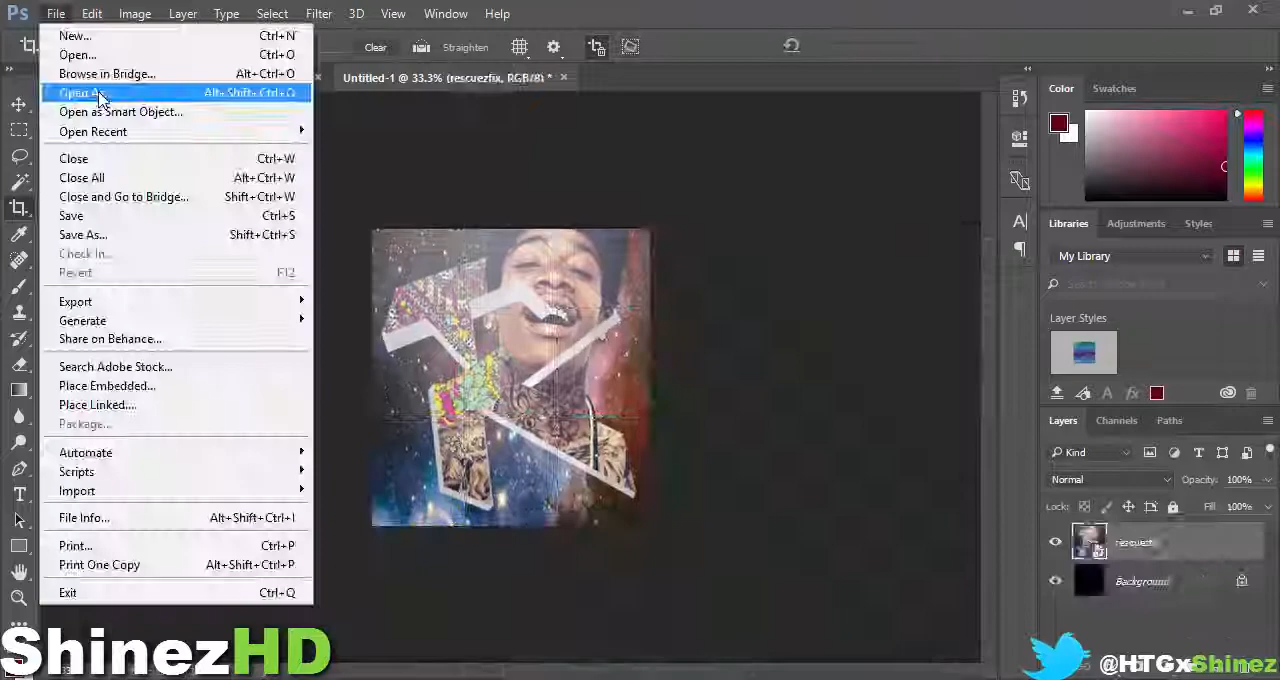 Ps File Edit Image Layer Type Select Filter 3D View Window Help
Clear Straighten
Untitled-1 @ 33.3% (rescuezfix, RGB/8) *
New... Ctrl+N
Open... Ctrl+O
Browse in Bridge... Alt+Ctrl+O
Open As... Alt+Shift+Ctrl+O
Open as Smart Object...
Open Recent
Close Ctrl+W
Close All Alt+Ctrl+W
Close and Go to Bridge... Shift+Ctrl+W
Save Ctrl+S
Save As... Shift+Ctrl+S
Check In...
Revert F12
Export
Generate
Share on Behance...
Search Adobe Stock...
Place Embedded...
Place Linked...
Package...
Automate
Scripts
Import
File Info... Alt+Shift+Ctrl+I
Print... Ctrl+P
Print One Copy Alt+Shift+Ctrl+P
Exit Ctrl+Q
Color Swatches
Libraries Adjustments Styles
My Library
Layer Styles
Layers Channels Paths
Kind
Normal Opacity: 100%
Lock: Fill: 100%
Background
ShinezHD
@HTGxShinez